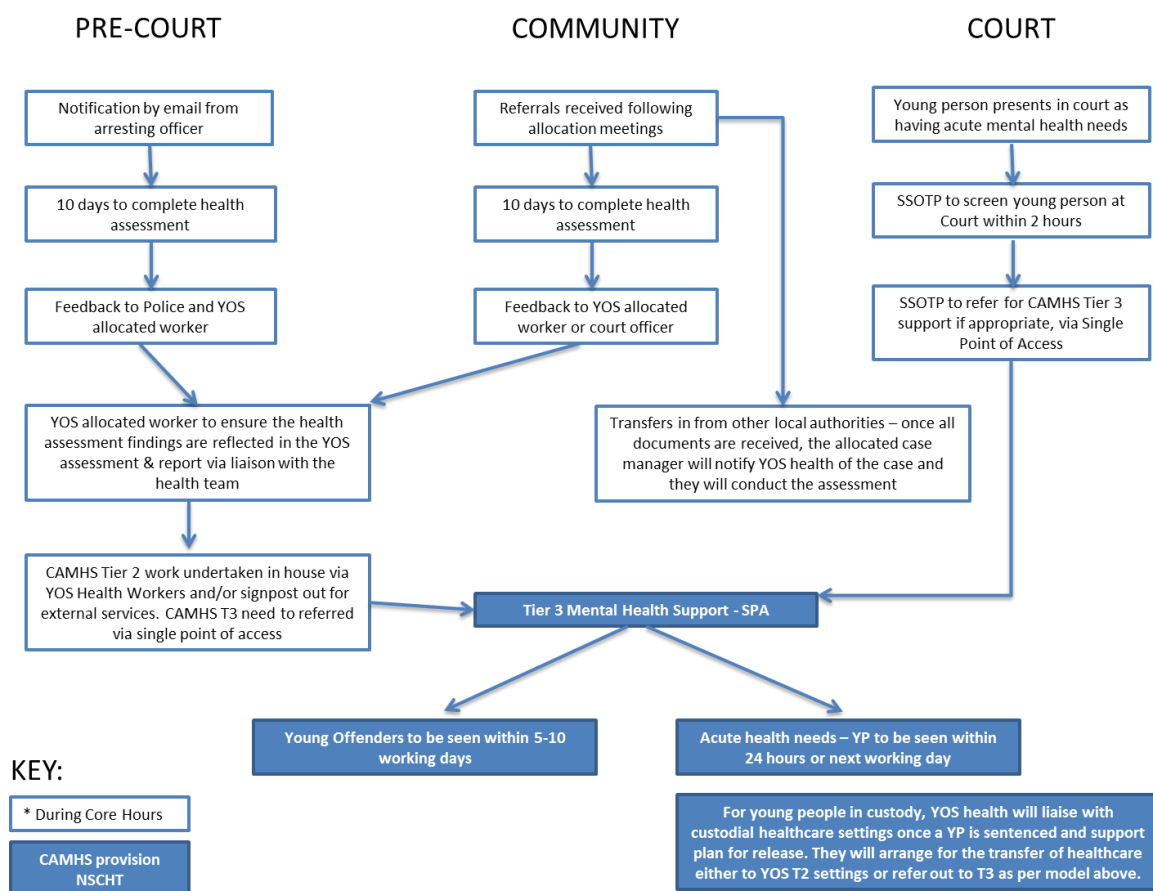 PRE-COURT
COMMUNITY
COURT
Notification by email from
arresting officer
Referrals received following
allocation meetings
Young person presents in court as
having acute mental health needs
10 days to complete health
assessment
10 days to complete health
assessment
SSOTP to screen young person at
Court within 2 hours
Feedback to Police and YOS
allocated worker
Feedback to YOS allocated
worker or court officer
SSOTP to refer for CAMHS Tier 3
support if appropriate, via Single
Point of Access
YOS allocated worker to ensure the health
assessment findings are reflected in the YOS
assessment & report via liaison with the
health team
Transfers in from other local authorities – once all
documents are received, the allocated case
manager will notify YOS health of the case and
they will conduct the assessment
CAMHS Tier 2 work undertaken in house via
YOS Health Workers and/or signpost out for
external services. CAMHS T3 need to referred
via single point of access
Tier 3 Mental Health Support - SPA
Young Offenders to be seen within 5-10
working days
Acute health needs – YP to be seen within
24 hours or next working day
KEY:
* During Core Hours
CAMHS provision
NSCHT
For young people in custody, YOS health will liaise with
custodial healthcare settings once a YP is sentenced and support
plan for release. They will arrange for the transfer of healthcare
either to YOS T2 settings or refer out to T3 as per model above.